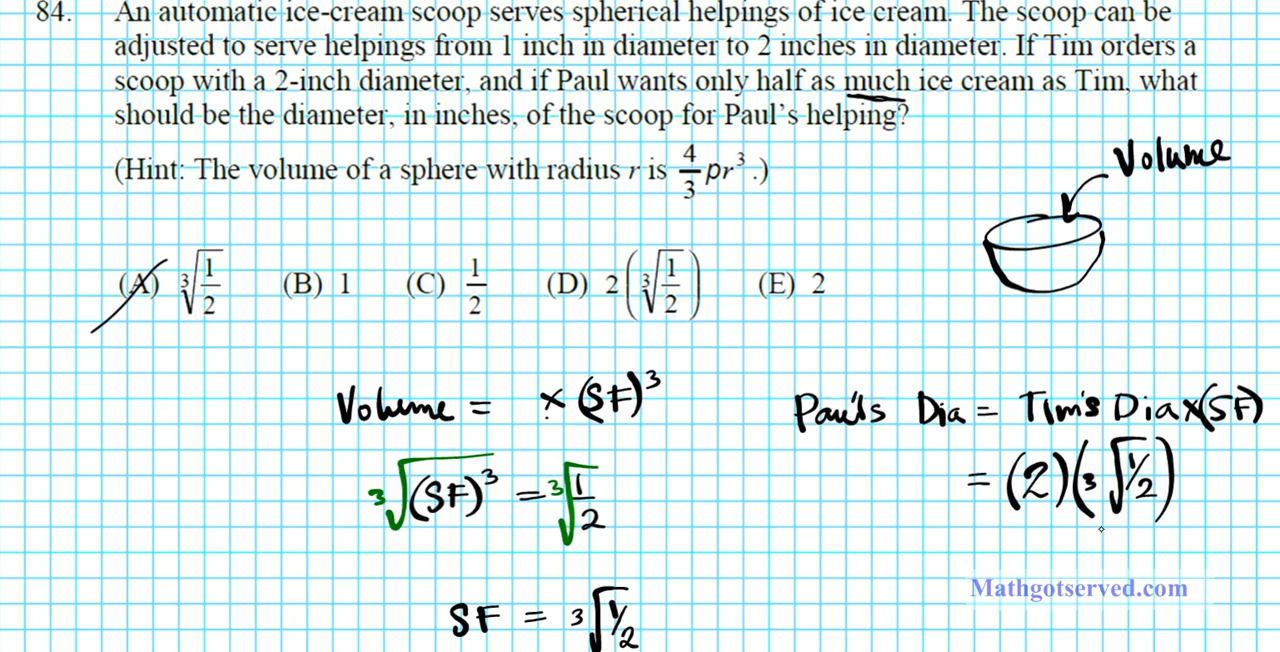 84. An automatic ice-cream scoop serves spherical helpings of ice cream. The scoop can be
adjusted to serve helpings from 1 inch in diameter to 2 inches in diameter. If Tim orders a
scoop with a 2-inch diameter, and if Paul wants only half as much ice cream as Tim, what
should be the diameter, in inches, of the scoop for Paul's helping?
(Hint: The volume of a sphere with radius r is 4/3 pr³ .)
Volume
(A) ∛(1/2) (B) 1 (C) 1/2 (D) 2(∛(1/2)) (E) 2
Volume = × (SF)³
Paul's Dia = Tim's Dia×(SF)
∛(SF)³ = ∛(1/2)
= (2)(∛(1/2))
Mathgotserved.com
SF = ∛(1/2)